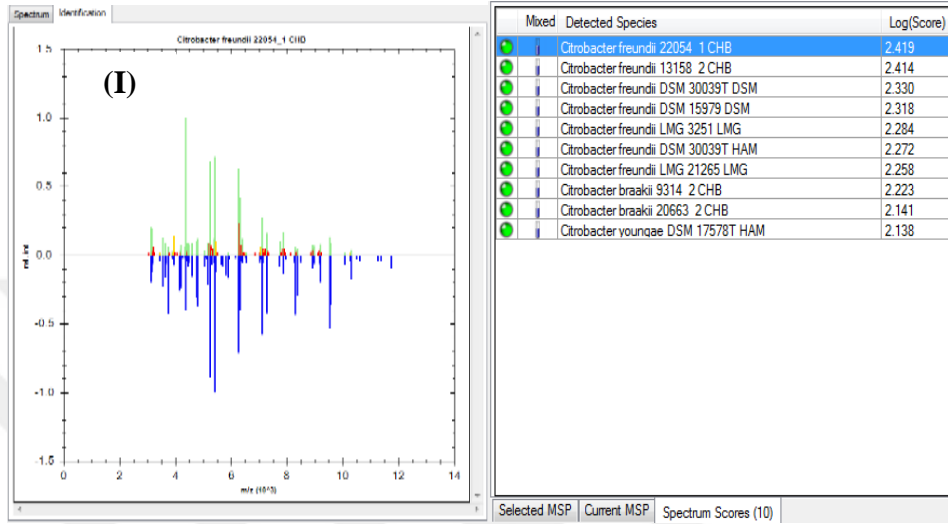 Spectrum Identification
Citrobacter freundii 22054_1 CHB
(I)
1.5
1.0
0.5
0.0
-0.5
-1.0
-1.5
rel. int
0 2 4 6 8 10 12 14
m/z (10^3)
Mixed Detected Species Log(Score)
Citrobacter freundii 22054 1 CHB 2.419
Citrobacter freundii 13158 2 CHB 2.414
Citrobacter freundii DSM 30039T DSM 2.330
Citrobacter freundii DSM 15979 DSM 2.318
Citrobacter freundii LMG 3251 LMG 2.284
Citrobacter freundii DSM 30039T HAM 2.272
Citrobacter freundii LMG 21265 LMG 2.258
Citrobacter braakii 9314 2 CHB 2.223
Citrobacter braakii 20663 2 CHB 2.141
Citrobacter youngae DSM 17578T HAM 2.138
Selected MSP Current MSP Spectrum Scores (10)